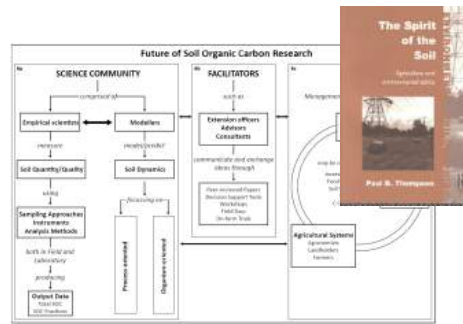 Future of Soil Organic Carbon Research
SCIENCE COMMUNITY
comprised of
Empirical scientists
Modellers
measure
model/predict
Soil Quantity/Quality
Soil Dynamics
using
focussing on
Sampling Approaches
Instruments
Analysis Methods
both in Field and
Laboratory
producing
Output Data
Total SOC
SOC Fractions
Process-oriented
Organism-oriented
FACILITATORS
such as
Extension officers
Advisors
Consultants
communicate and exchange
ideas through
Peer-reviewed Papers
Decision Support Tools
Workshops
Field Days
On-farm Trials
Agricultural Systems
Agronomists
Landholders
Farmers
The Spirit
of the
Soil
Agriculture and
environmental ethics
Paul B. Thompson